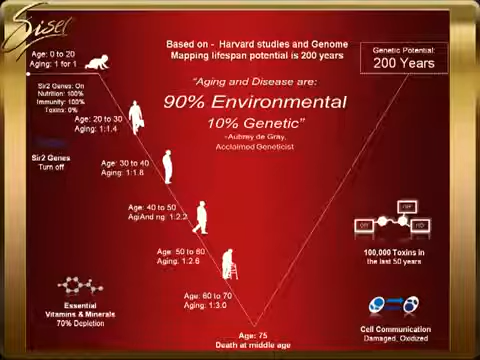 Sisel
Age: 0 to 20
Aging: 1 for 1
Based on - Harvard studies and Genome
Mapping lifespan potential is 200 years
Genetic Potential:
200 Years
"Aging and Disease are:
90% Environmental
10% Genetic"
-Aubrey de Gray,
Acclaimed Geneticist
Sir2 Genes: On
Nutrition: 100%
Immunity: 100%
Toxins: 0%
Age: 20 to 30
Aging: 1:1.4
Sir2 Genes
Turn off
Age: 30 to 40
Aging: 1:1.8
Age: 40 to 50
AgiAnd ng: 1:2.2
Age: 50 to 60
Aging: 1:2.6
Age: 60 to 70
Aging: 1:3.0
Age: 75
Death at middle age
Essential
Vitamins & Minerals
70% Depletion
100,000 Toxins in
the last 50 years
Cell Communication
Damaged, Oxidized